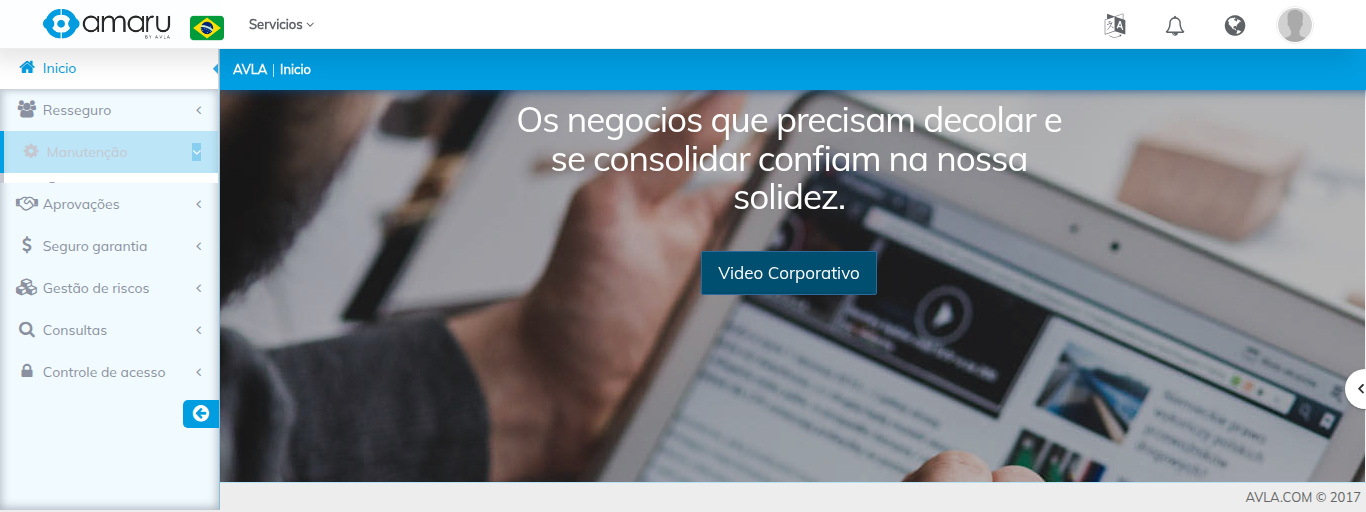 amaru
BY AVLA
Servicios
Inicio
AVLA | Inicio
Resseguro
Manutenção
Aprovações
Seguro garantia
Gestão de riscos
Consultas
Controle de acesso
Os negocios que precisam decolar e
se consolidar confiam na nossa
solidez.
Video Corporativo
AVLA.COM © 2017